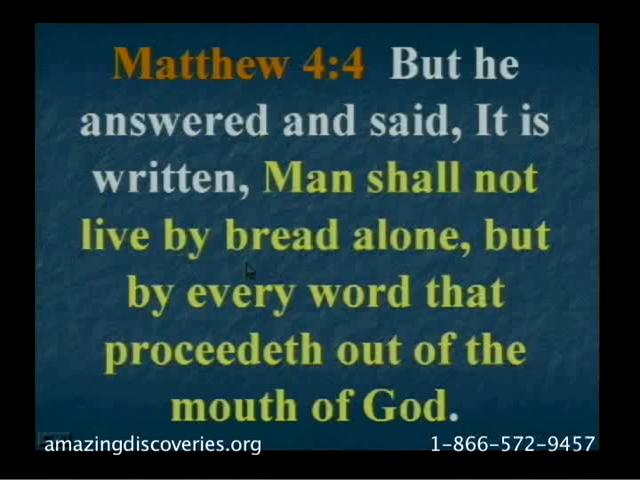 Matthew 4:4 But he
answered and said, It is
written, Man shall not
live by bread alone, but
by every word that
proceedeth out of the
mouth of God.
amazingdiscoveries.org 1-866-572-9457